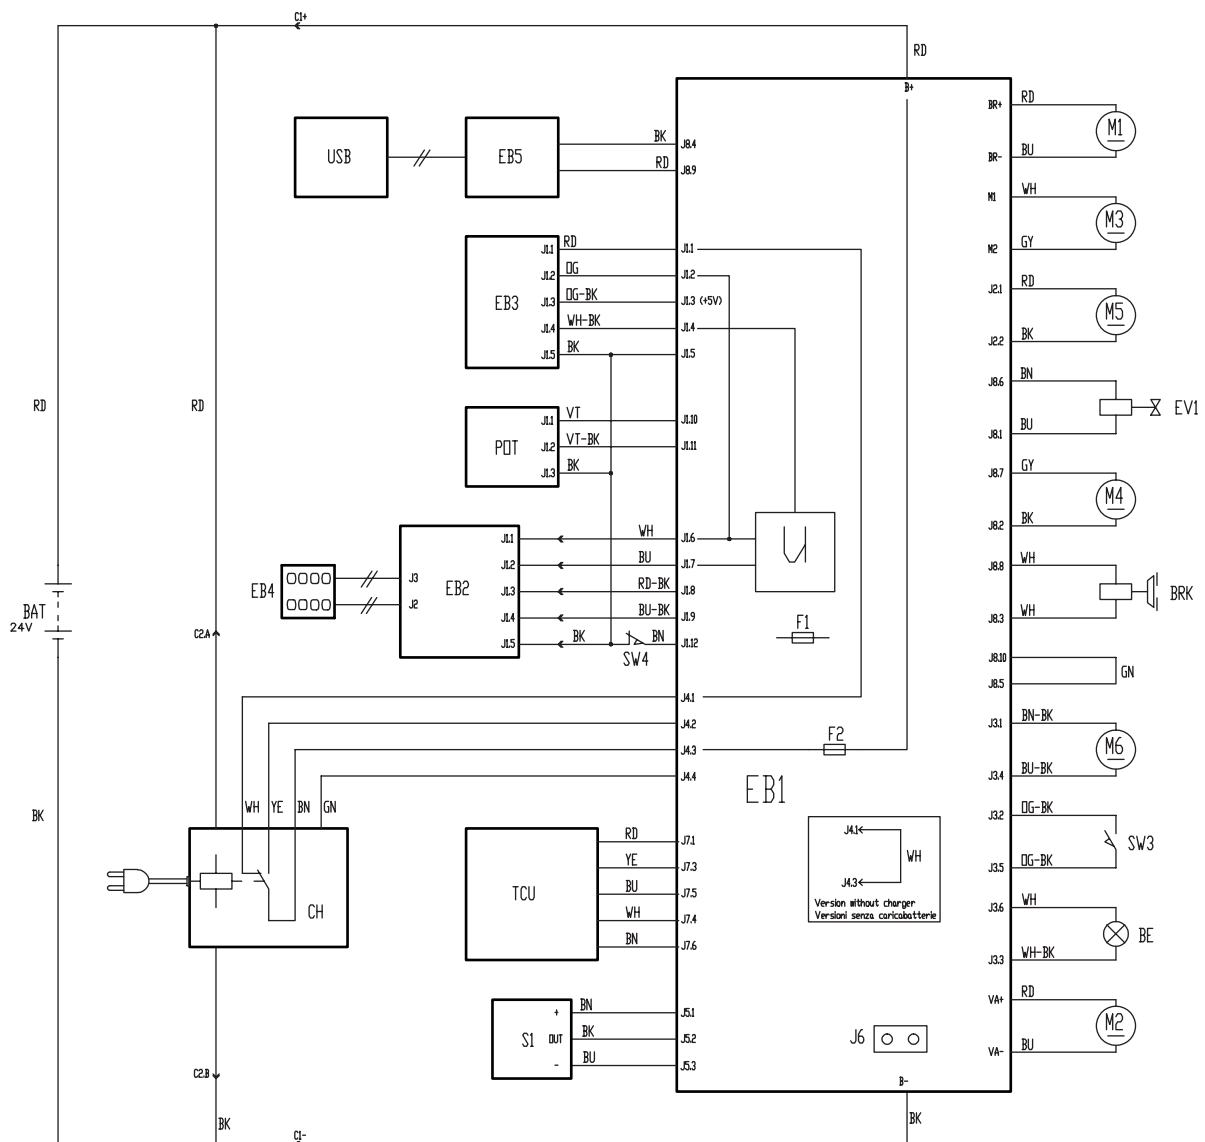 C1+
RD
B+
BR+ RD
M1
BR- BU
USB
EB5
BK J8.4
RD J8.9
M1 WH
M3
M2 GY
EB3
J1.1 RD J1.1
J1.2 OG J1.2
J1.3 OG-BK J1.3 (+5V)
J1.4 WH-BK J1.4
J1.5 BK J1.5
J2.1 RD
M5
J2.2 BK
J8.6 BN
EV1
J8.1 BU
RD
RD
POT
J1.1 VT J1.10
J1.2 VT-BK J1.11
J1.3 BK
J8.7 GY
M4
J8.2 BK
EB4
J3
J2
EB2
J1.1 WH J1.6
J1.2 BU J1.7
J1.3 RD-BK J1.8
J1.4 BU-BK J1.9
J1.5 BK BN J1.12
SW4
F1
J8.8 WH
BRK
J8.3 WH
BAT
24V
C2.A
J8.10
GN
J8.5
J4.1
J4.2
J4.3
J4.4
F2
EB1
J3.1 BN-BK
M6
J3.4 BU-BK
BK
WH YE BN GN
CH
J3.2 OG-BK
SW3
J3.5 OG-BK
TCU
RD J7.1
YE J7.3
BU J7.5
WH J7.4
BN J7.6
J4.1
WH
J4.3
Version without charger
Versioni senza caricabatterie
J3.6 WH
BE
J3.3 WH-BK
S1
+ BN J5.1
OUT BK J5.2
- BU J5.3
J6
VA+ RD
M2
VA- BU
C2.B
B-
BK
BK
C1-